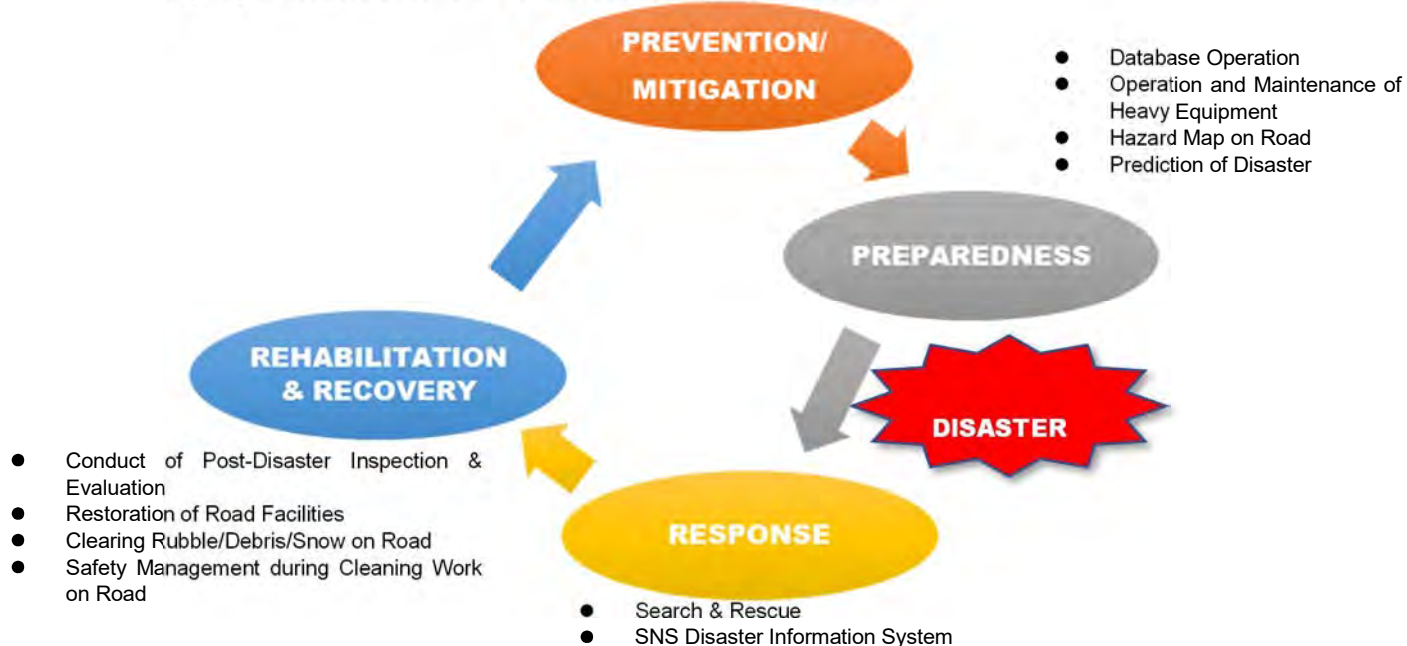 PREVENTION/
MITIGATION
● Database Operation
● Operation and Maintenance of
Heavy Equipment
● Hazard Map on Road
● Prediction of Disaster
PREPAREDNESS
DISASTER
RESPONSE
● Search & Rescue
● SNS Disaster Information System
REHABILITATION
& RECOVERY
● Conduct of Post-Disaster Inspection &
Evaluation
● Restoration of Road Facilities
● Clearing Rubble/Debris/Snow on Road
● Safety Management during Cleaning Work
on Road